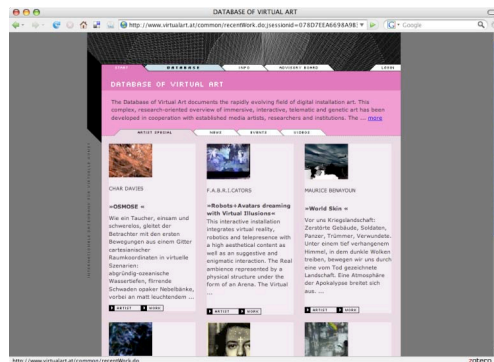 DATABASE OF VIRTUAL ART
http://www.virtualart.at/common/recentWork.do;jsessionid=078D7EEA6698A9B
Google
START
DATABASE
INFO
ADVISORY BOARD
LOGIN
DATABASE OF VIRTUAL ART
The Database of Virtual Art documents the rapidly evolving field of digital installation art. This
complex, research-oriented overview of immersive, interactive, telematic and genetic art has been
developed in cooperation with established media artists, researchers and institutions. The ... more
ARTIST SPECIAL
NEWS
EVENTS
VIDEOS
CHAR DAVIES
»OSMOSE «
Wie ein Taucher, einsam und
schwerelos, gleitet der
Betrachter mit den ersten
Bewegungen aus einem Gitter
cartesianischer
Raumkoordinaten in virtuelle
Szenarien:
abgründig-ozeanische
Wassertiefen, flirrende
Schwaden opaker Nebelbänke,
vorbei an matt leuchtendem ...
ARTIST
MORE
F.A.B.R.I.CATORS
»Robots+Avatars dreaming
with Virtual Illusions«
This interactive installation
integrates virtual reality,
robotics and telepresence with
a high aesthetical content as
well as an suggestive and
enigmatic interaction. The Real
ambience represented by a
physical structure under the
form of an Arena. The Virtual
...
ARTIST
MORE
MAURICE BENAYOUN
»World Skin «
Vor uns Kriegslandschaft:
Zerstörte Gebäude, Soldaten,
Panzer, Trümmer, Verwundete.
Unter einem tief verhangenem
Himmel, in dem dunkle Wolken
treiben, bewegen wir uns durch
eine vom Tod gezeichnete
Landschaft. Eine Atmosphäre
der Apokalypse breitet sich
aus. ...
ARTIST
MORE
http://www.virtualart.at/common/recentWork.do
zotero